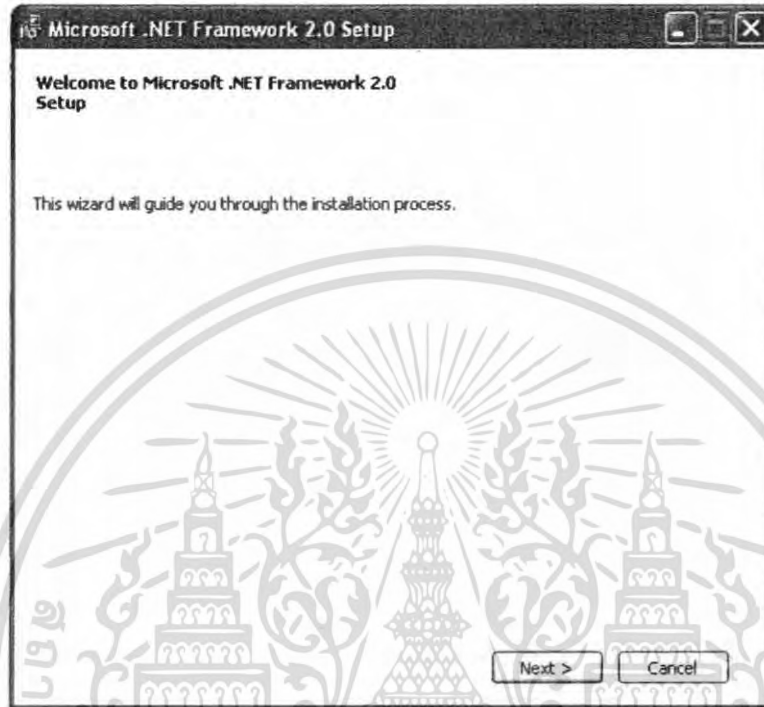 Microsoft .NET Framework 2.0 Setup
Welcome to Microsoft .NET Framework 2.0
Setup
This wizard will guide you through the installation process.
Next >
Cancel